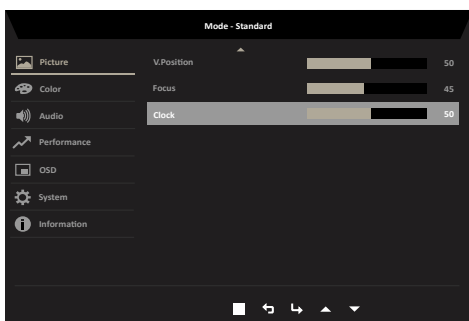 Mode - Standard
Picture
V.Position 50
Color
Focus 45
Audio
Clock 50
Performance
OSD
System
Information